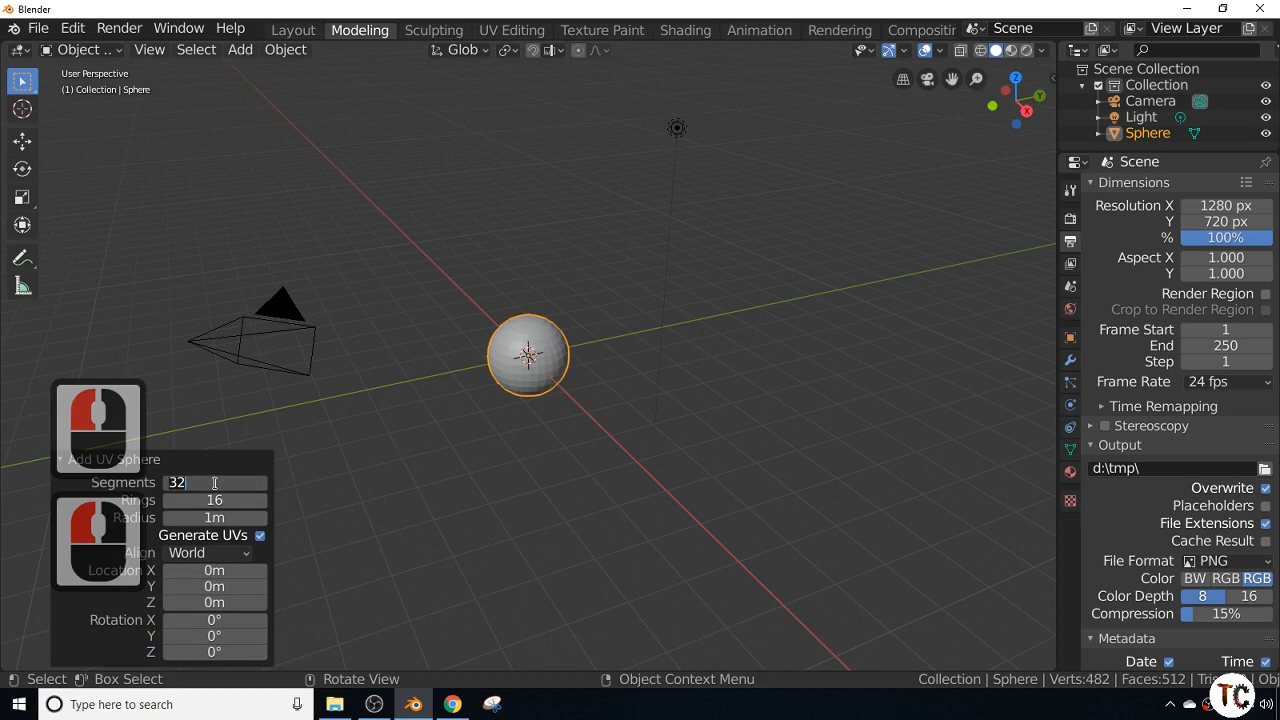 Blender
File Edit Render Window Help Layout Modeling Sculpting UV Editing Texture Paint Shading Animation Rendering Compositi Scene View Layer
Object .. View Select Add Object Glob
User Perspective
(1) Collection | Sphere
Z
Y
X
Scene Collection
Collection
Camera
Light
Sphere
Scene
Dimensions
Resolution X 1280 px
Y 720 px
% 100%
Aspect X 1.000
Y 1.000
Render Region
Crop to Render Region
Frame Start 1
End 250
Step 1
Frame Rate 24 fps
Time Remapping
Stereoscopy
Output
d:\tmp\
Overwrite
Placeholders
File Extensions
Cache Result
File Format PNG
Color BW RGB RGB
Color Depth 8 16
Compression 15%
Metadata
Date Time
Add UV Sphere
Segments 32
Rings 16
Radius 1m
Generate UVs
Align World
Location X 0m
Y 0m
Z 0m
Rotation X 0°
Y 0°
Z 0°
Select Box Select Rotate View Object Context Menu Collection | Sphere | Verts:482 | Faces:512 | Tri Obj
Type here to search
TC